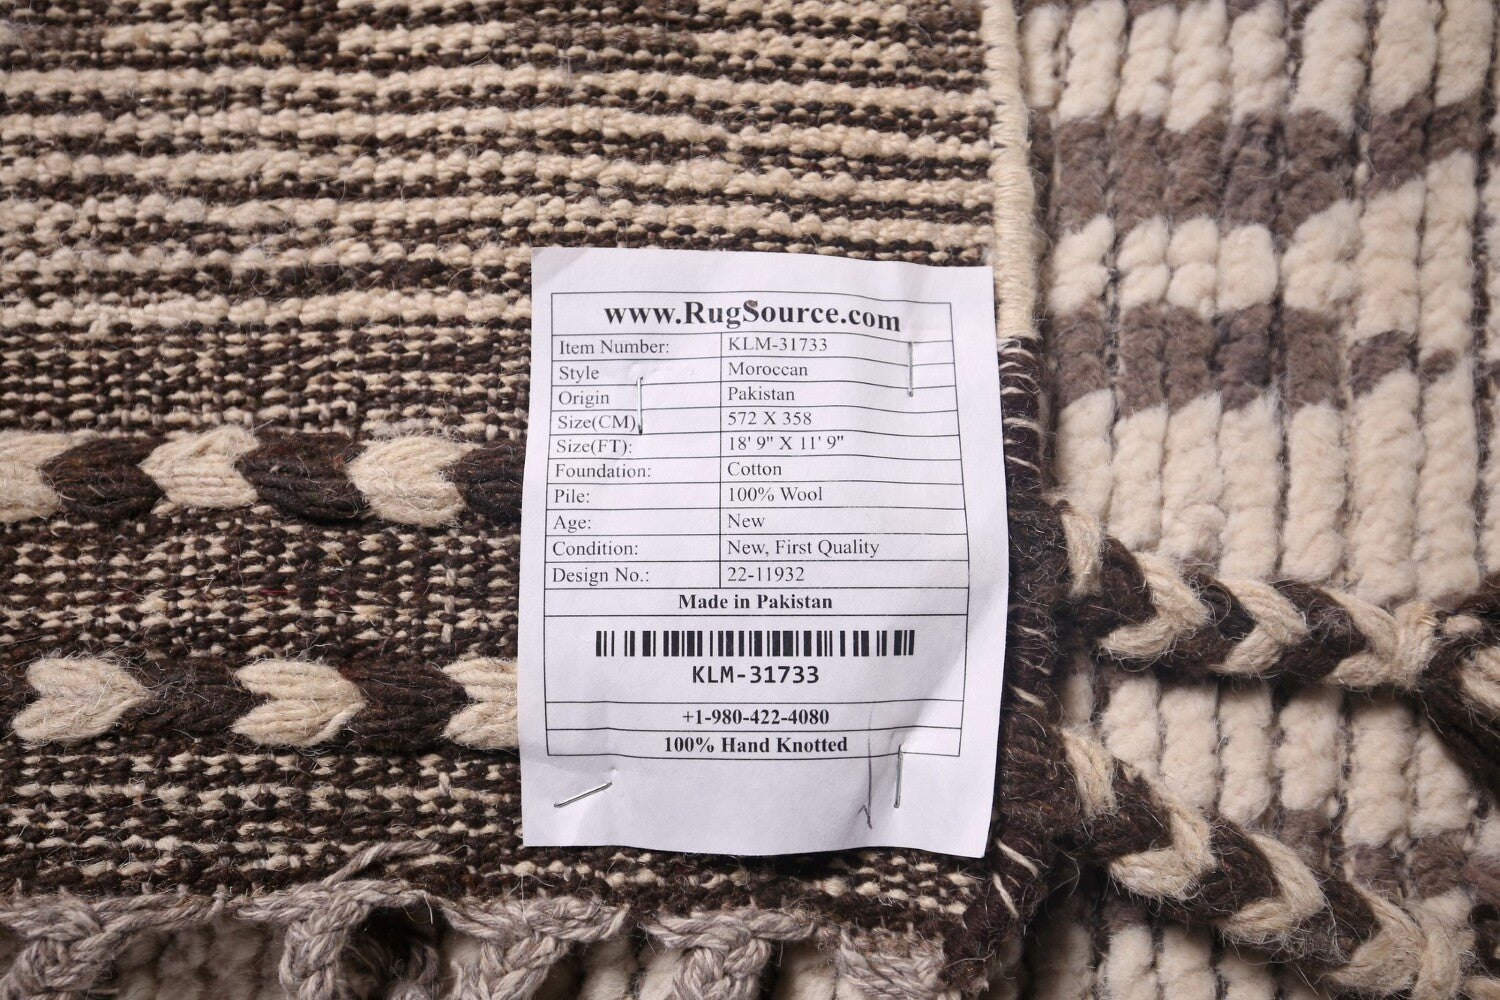 www.RugSource.com
Item Number: KLM-31733
Style Moroccan
Origin Pakistan
Size(CM) 572 X 358
Size(FT): 18' 9" X 11' 9"
Foundation: Cotton
Pile: 100% Wool
Age: New
Condition: New, First Quality
Design No.: 22-11932
Made in Pakistan
KLM-31733
+1-980-422-4080
100% Hand Knotted